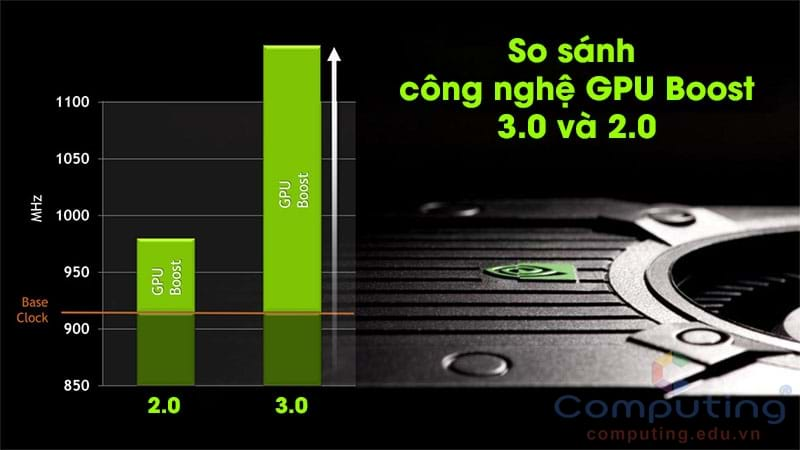 So sánh
công nghệ GPU Boost
3.0 và 2.0
1100
1050
1000
950
900
850
MHz
Base
Clock
GPU
Boost
GPU
Boost
2.0
3.0
Computing®
computing.edu.vn